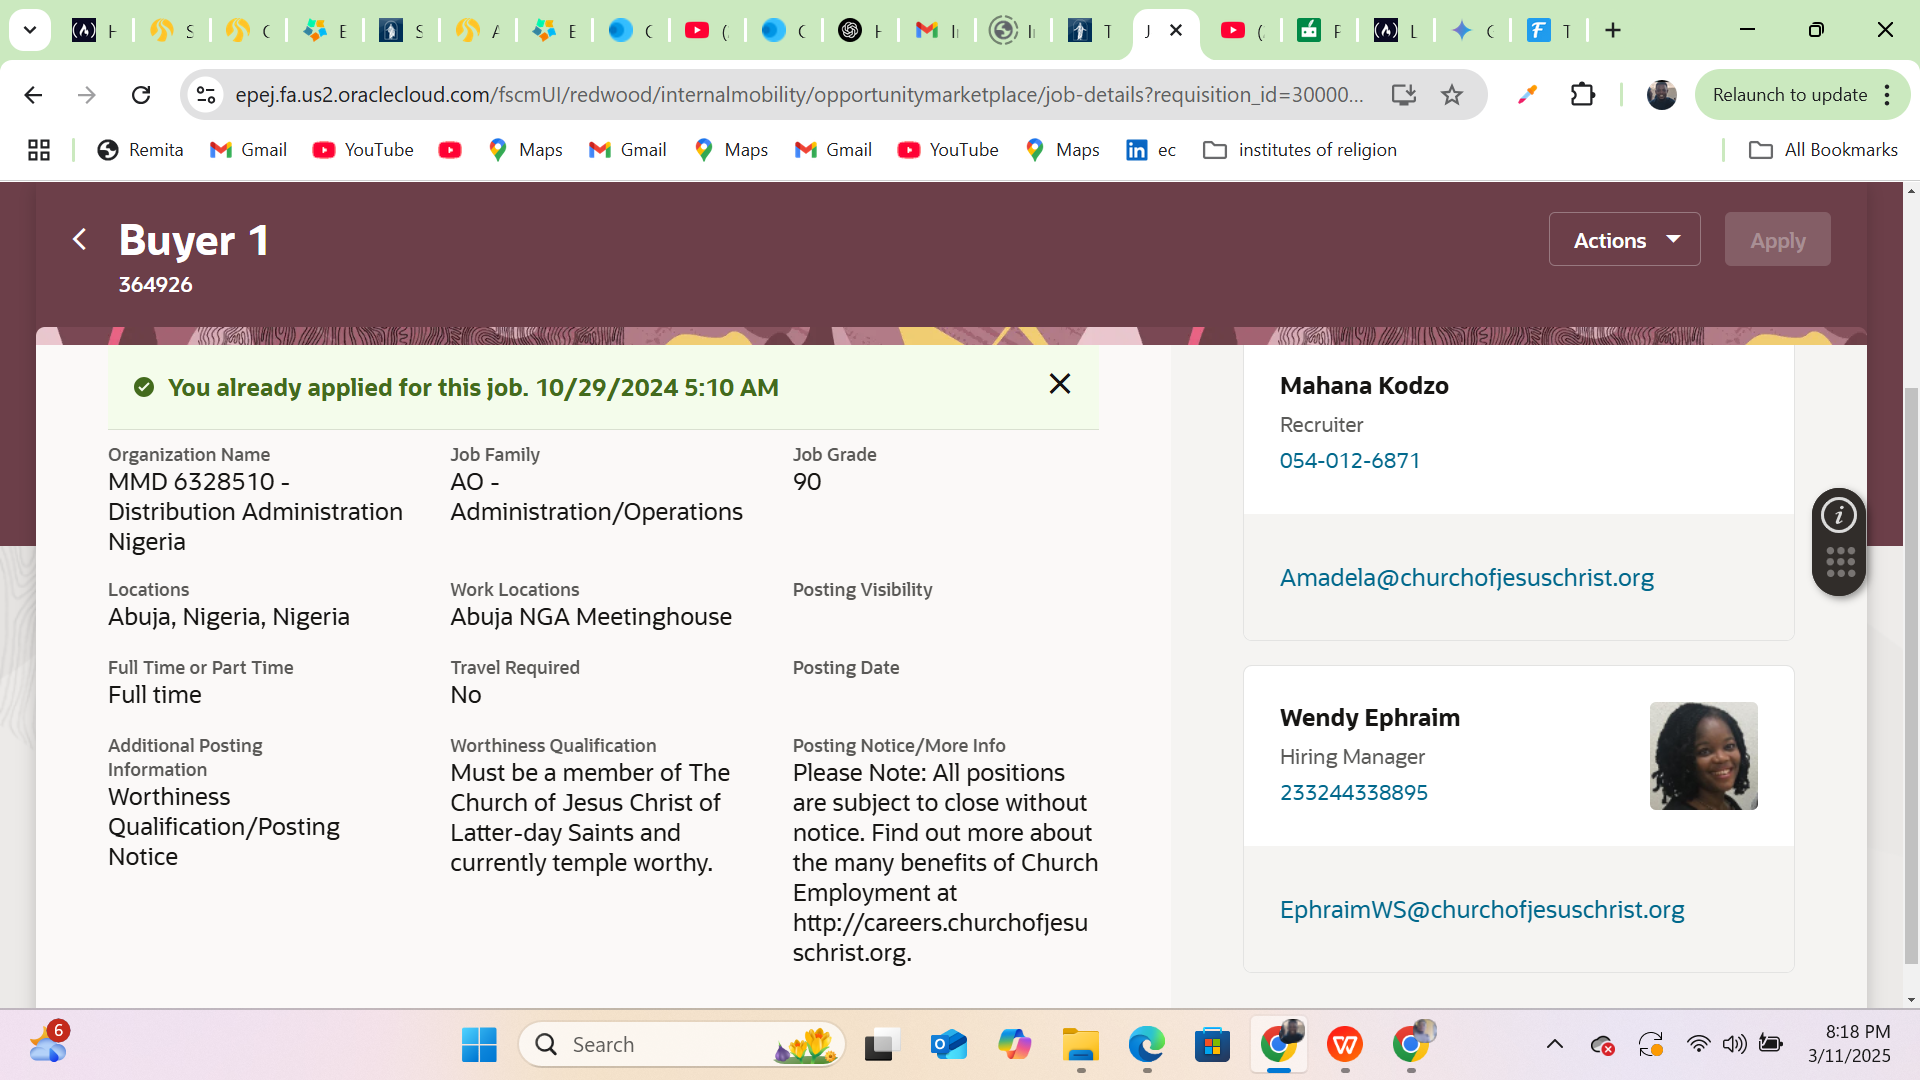 epej.fa.us2.oraclecloud.com/fscmUI/redwood/internalmobility/opportunitymarketplace/job-details?requisition_id=30000...
Relaunch to update
Remita
Gmail
YouTube
Maps
Gmail
Maps
Gmail
YouTube
Maps
ec
institutes of religion
All Bookmarks
Buyer 1
364926
Actions
Apply
You already applied for this job. 10/29/2024 5:10 AM
Organization Name
MMD 6328510 -
Distribution Administration
Nigeria
Job Family
AO -
Administration/Operations
Job Grade
90
Locations
Abuja, Nigeria, Nigeria
Work Locations
Abuja NGA Meetinghouse
Posting Visibility
Full Time or Part Time
Full time
Travel Required
No
Posting Date
Additional Posting
Information
Worthiness
Qualification/Posting
Notice
Worthiness Qualification
Must be a member of The
Church of Jesus Christ of
Latter-day Saints and
currently temple worthy.
Posting Notice/More Info
Please Note: All positions
are subject to close without
notice. Find out more about
the many benefits of Church
Employment at
http://careers.churchofjesu
schrist.org.
Mahana Kodzo
Recruiter
054-012-6871
Amadela@churchofjesuschrist.org
Wendy Ephraim
Hiring Manager
233244338895
EphraimWS@churchofjesuschrist.org
6
Search
8:18 PM
3/11/2025